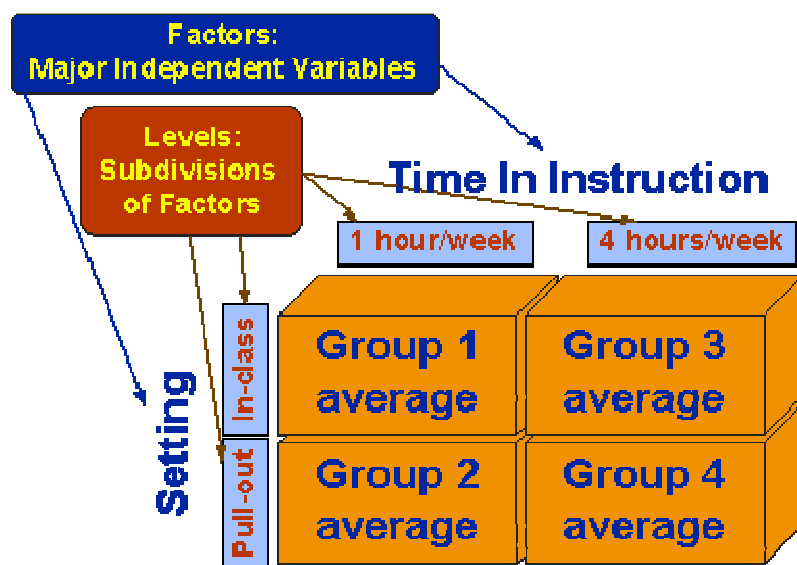 Factors:
Major Independent Variables
Levels:
Subdivisions
of Factors
Time In Instruction
1 hour/week
4 hours/week
Setting
In-class
Group 1
average
Group 3
average
Pull-out
Group 2
average
Group 4
average